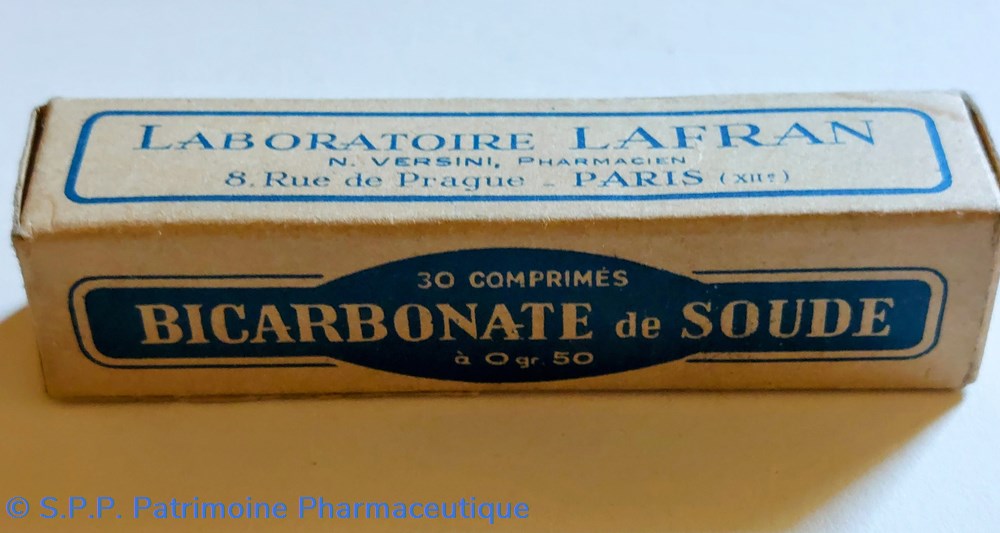 LABORATOIRE LAFRAN
N. VERSINI, PHARMACIEN
8. Rue de Prague - PARIS (XIIe)
30 COMPRIMÉS
BICARBONATE de SOUDE
à 0 gr. 50
© S.P.P. Patrimoine Pharmaceutique